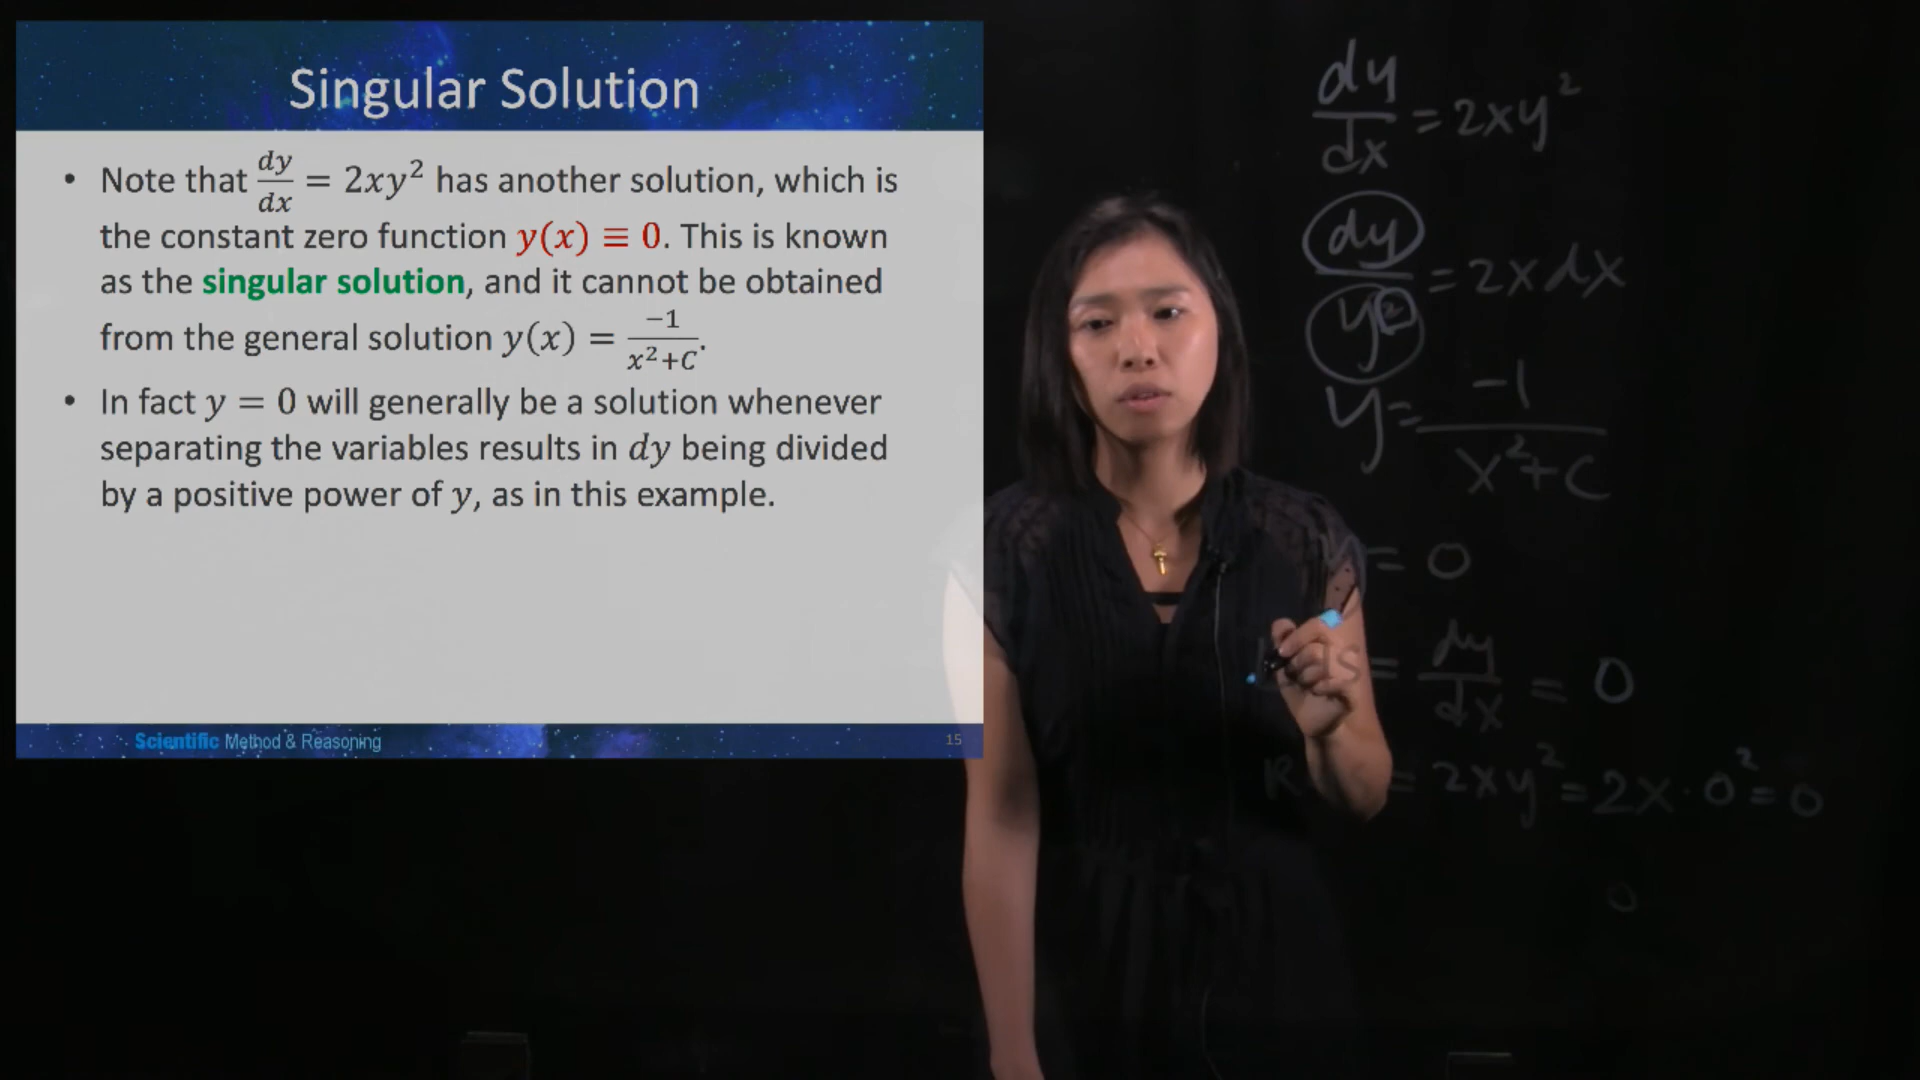 Singular Solution
• Note that dy/dx = 2xy² has another solution, which is
the constant zero function y(x) ≡ 0. This is known
as the singular solution, and it cannot be obtained
from the general solution y(x) = -1/(x²+C).
• In fact y = 0 will generally be a solution whenever
separating the variables results in dy being divided
by a positive power of y, as in this example.
Scientific Method & Reasoning
15
dy/dx = 2xy²
dy/y² = 2xdx
y = -1/(x²+C)
y = 0
= dy/dx = 0
R = 2xy² = 2x · 0² = 0
0